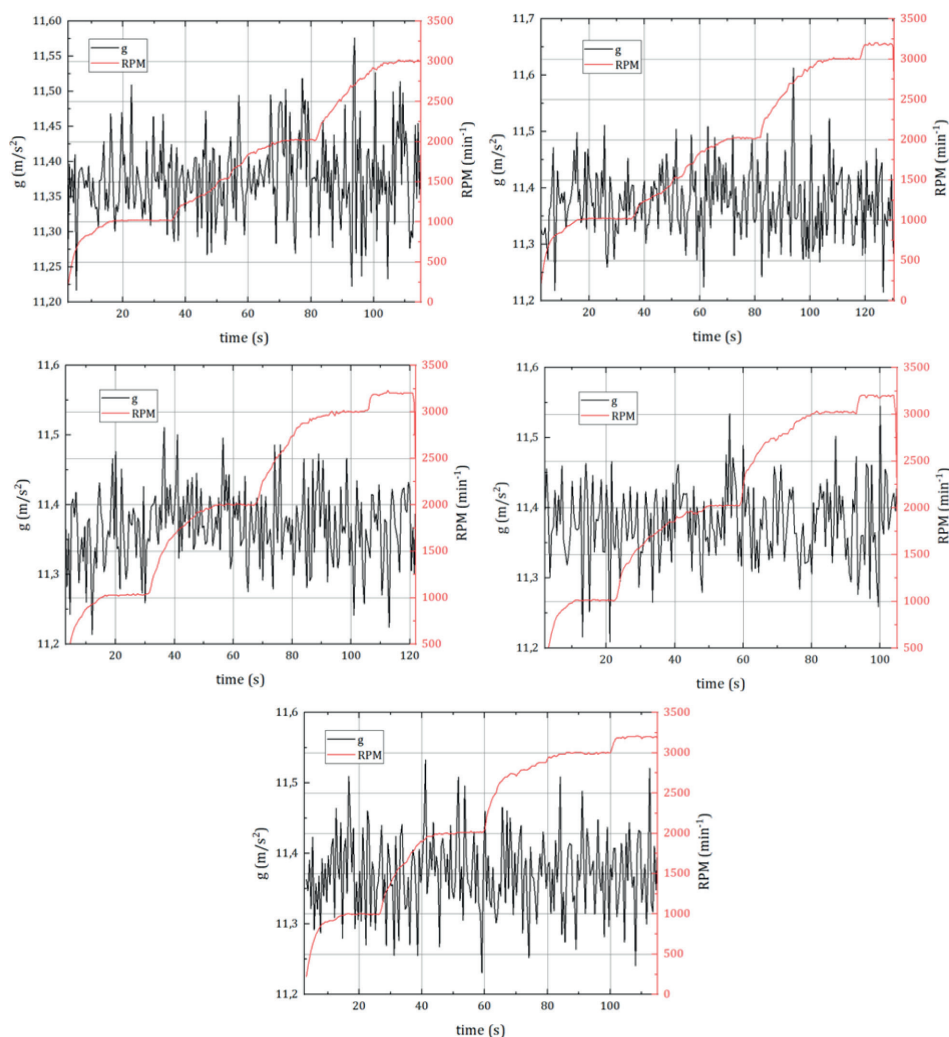 11,60
11,55
11,50
11,45
11,40
11,35
11,30
11,25
11,20
g (m/s²)
g
RPM
3500
3000
2500
2000
1500
1000
500
0
RPM (min⁻¹)
20 40 60 80 100
time (s)
11,7
11,6
11,5
11,4
11,3
11,2
g (m/s²)
g
RPM
3500
3000
2500
2000
1500
1000
500
0
RPM (min⁻¹)
20 40 60 80 100 120
time (s)
11,6
11,5
11,4
11,3
11,2
g (m/s²)
g
RPM
3500
3000
2500
2000
1500
1000
500
RPM (min⁻¹)
20 40 60 80 100 120
time (s)
11,6
11,5
11,4
11,3
11,2
g (m/s²)
g
RPM
3500
3000
2500
2000
1500
1000
500
RPM (min⁻¹)
20 40 60 80 100
time (s)
11,6
11,5
11,4
11,3
11,2
g (m/s²)
g
RPM
3500
3000
2500
2000
1500
1000
500
0
RPM (min⁻¹)
20 40 60 80 100
time (s)